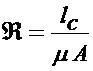 ℜ = l_c / μ A